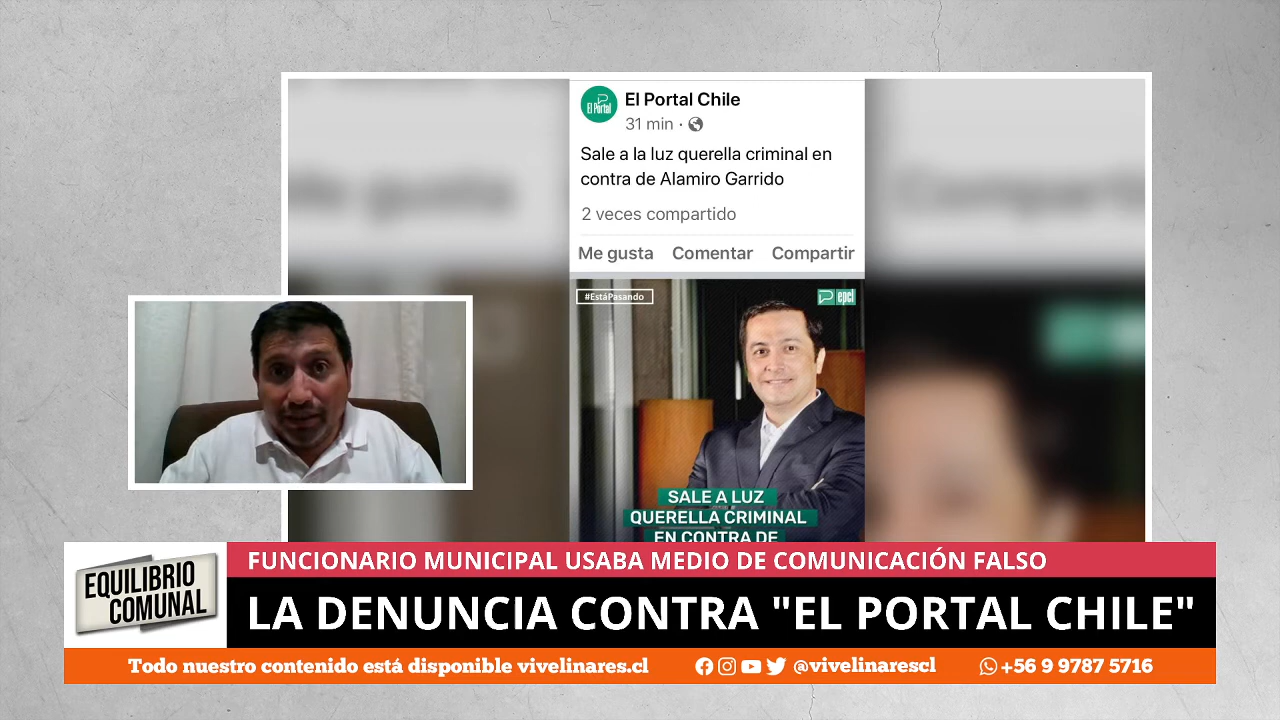 El Portal
El Portal Chile
31 min ·
Sale a la luz querella criminal en
contra de Alamiro Garrido
2 veces compartido
Me gusta Comentar Compartir
#EstáPasando
epcl
SALE A LUZ
QUERELLA CRIMINAL
EN CONTRA DE
EQUILIBRIO
COMUNAL
FUNCIONARIO MUNICIPAL USABA MEDIO DE COMUNICACIÓN FALSO
LA DENUNCIA CONTRA "EL PORTAL CHILE"
Todo nuestro contenido está disponible vivelinares.cl @vivelinarescl +56 9 9787 5716